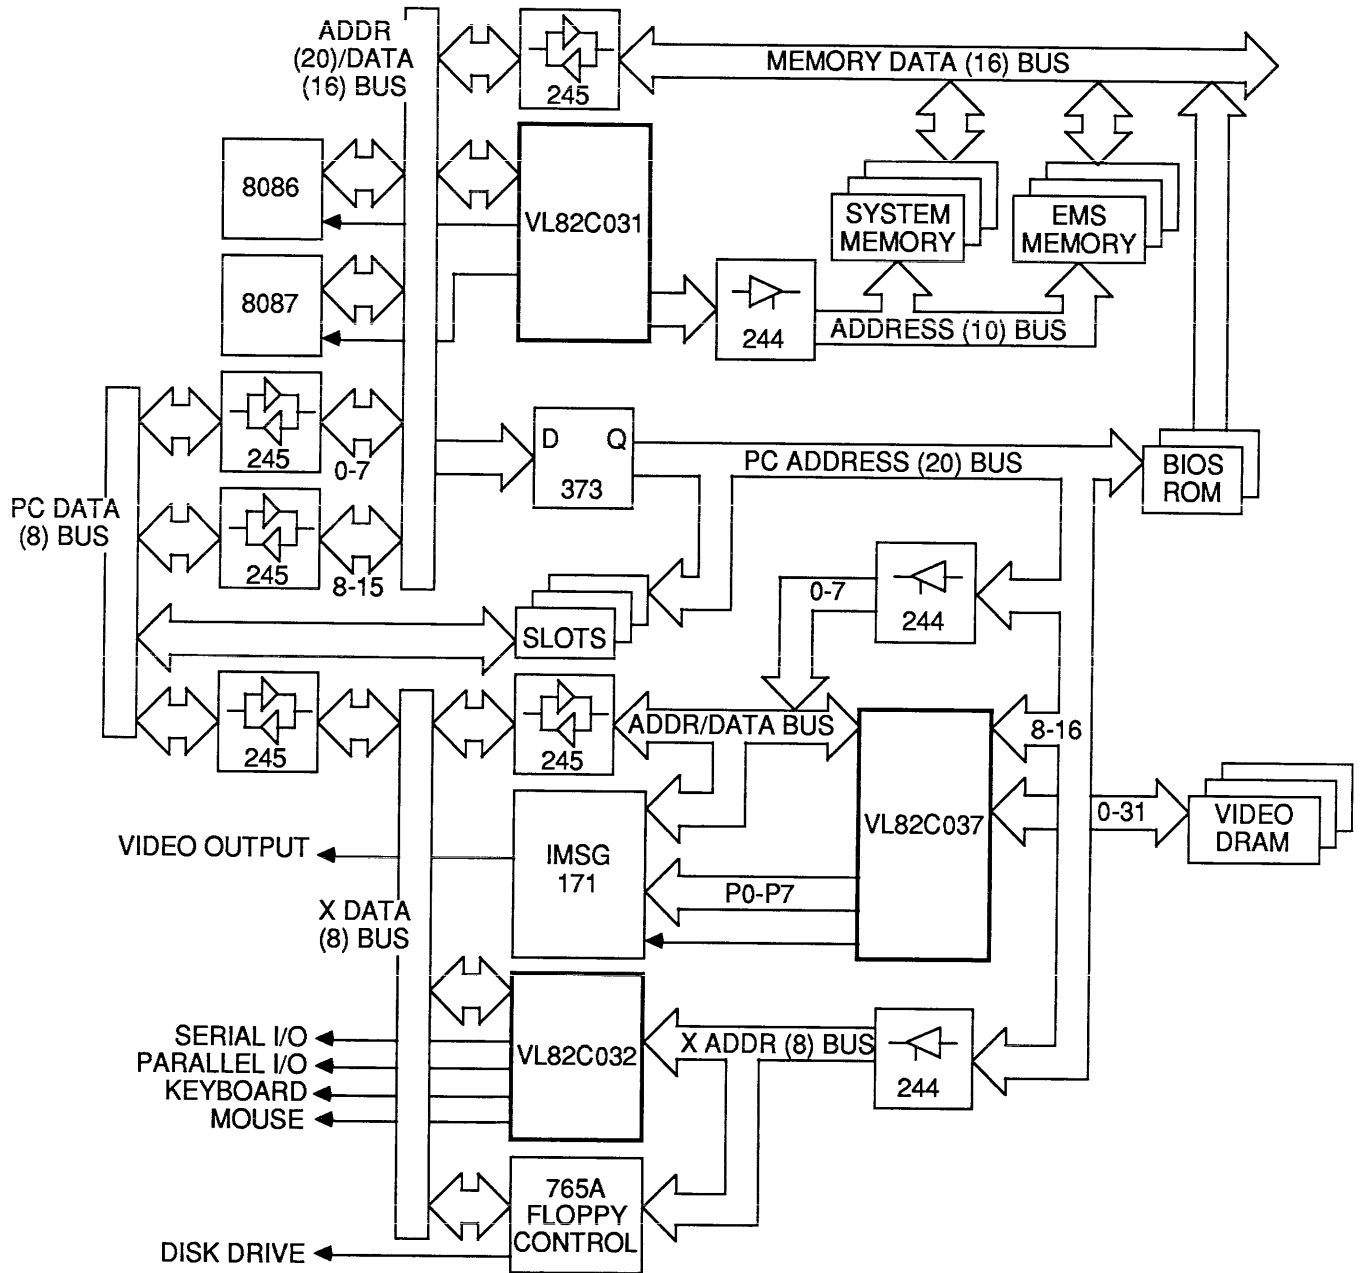 ADDR
(20)/DATA
(16) BUS
245
MEMORY DATA (16) BUS
8086
VL82C031
SYSTEM
MEMORY
EMS
MEMORY
8087
244
ADDRESS (10) BUS
245
0-7
D Q
373
PC ADDRESS (20) BUS
BIOS
ROM
PC DATA
(8) BUS
245
8-15
0-7
244
SLOTS
245
245
ADDR/DATA BUS
8-16
VL82C037
0-31
VIDEO
DRAM
VIDEO OUTPUT
IMSG
171
P0-P7
X DATA
(8) BUS
SERIAL I/O
PARALLEL I/O
KEYBOARD
MOUSE
VL82C032
X ADDR (8) BUS
244
765A
FLOPPY
CONTROL
DISK DRIVE